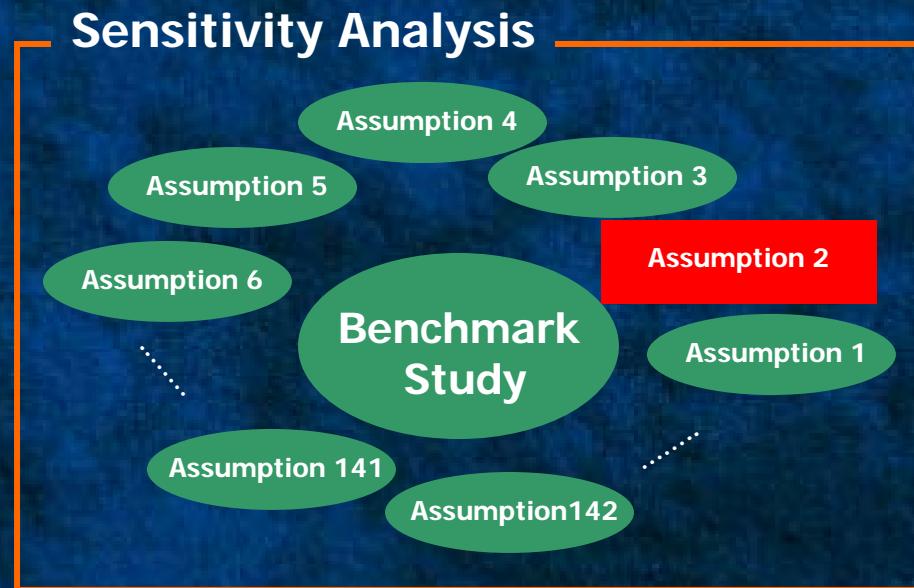 Sensitivity Analysis
Assumption 4
Assumption 3
Assumption 5
Assumption 2
Assumption 6
Benchmark
Study
Assumption 1
Assumption 141
Assumption142